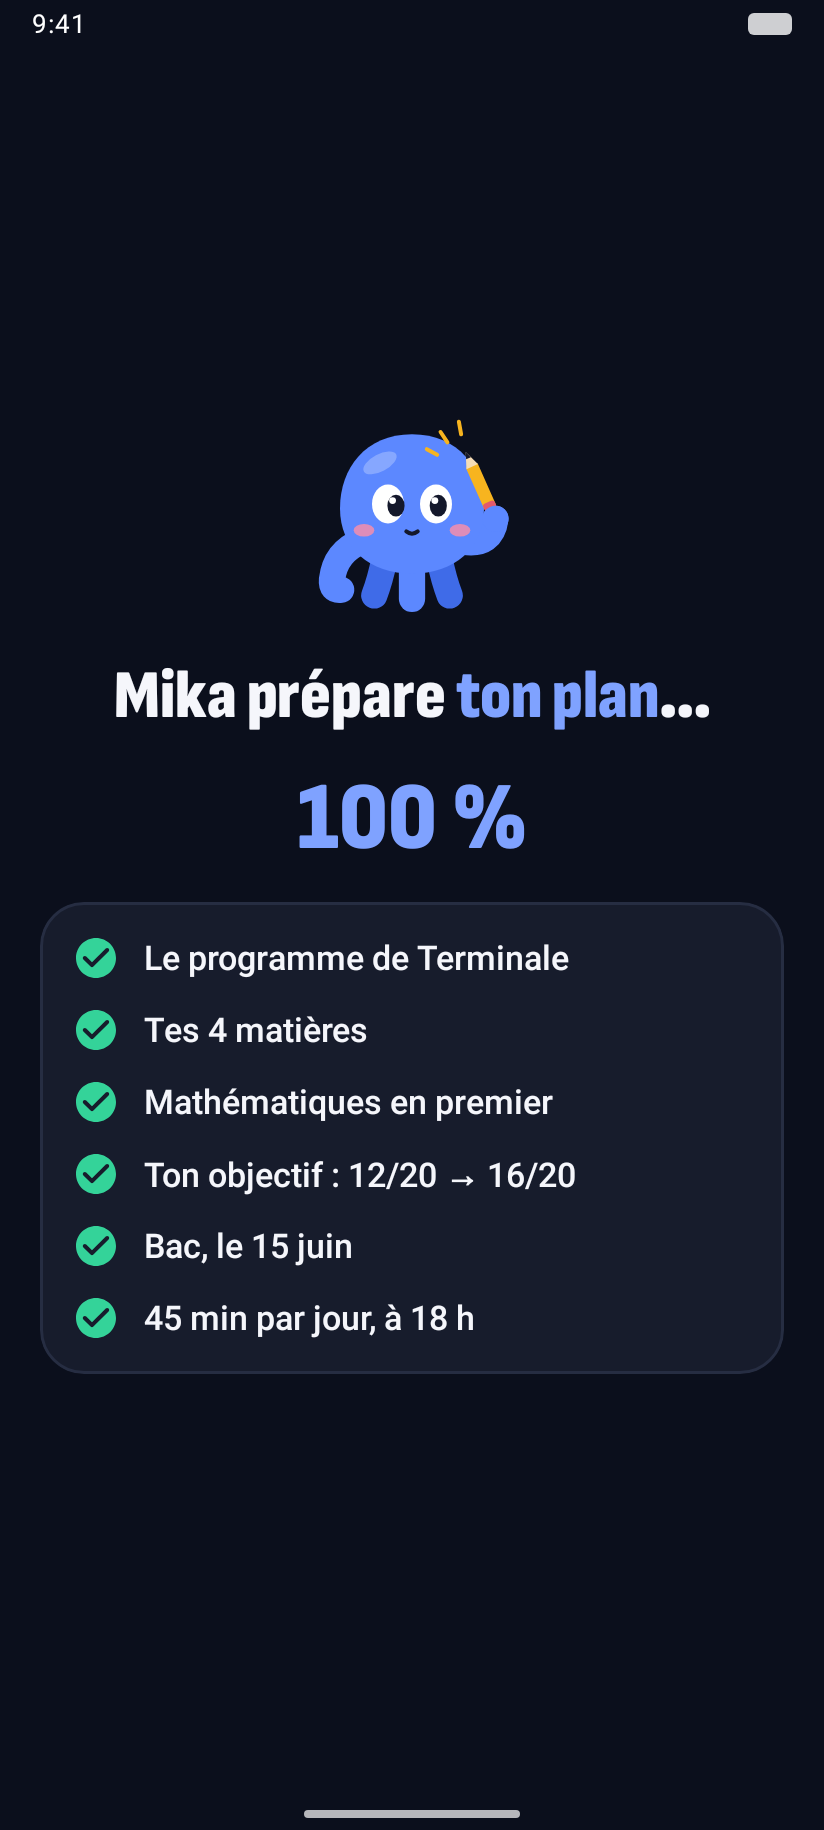 9:41
Mika prépare ton plan...
100 %
Le programme de Terminale
Tes 4 matières
Mathématiques en premier
Ton objectif : 12/20 → 16/20
Bac, le 15 juin
45 min par jour, à 18 h